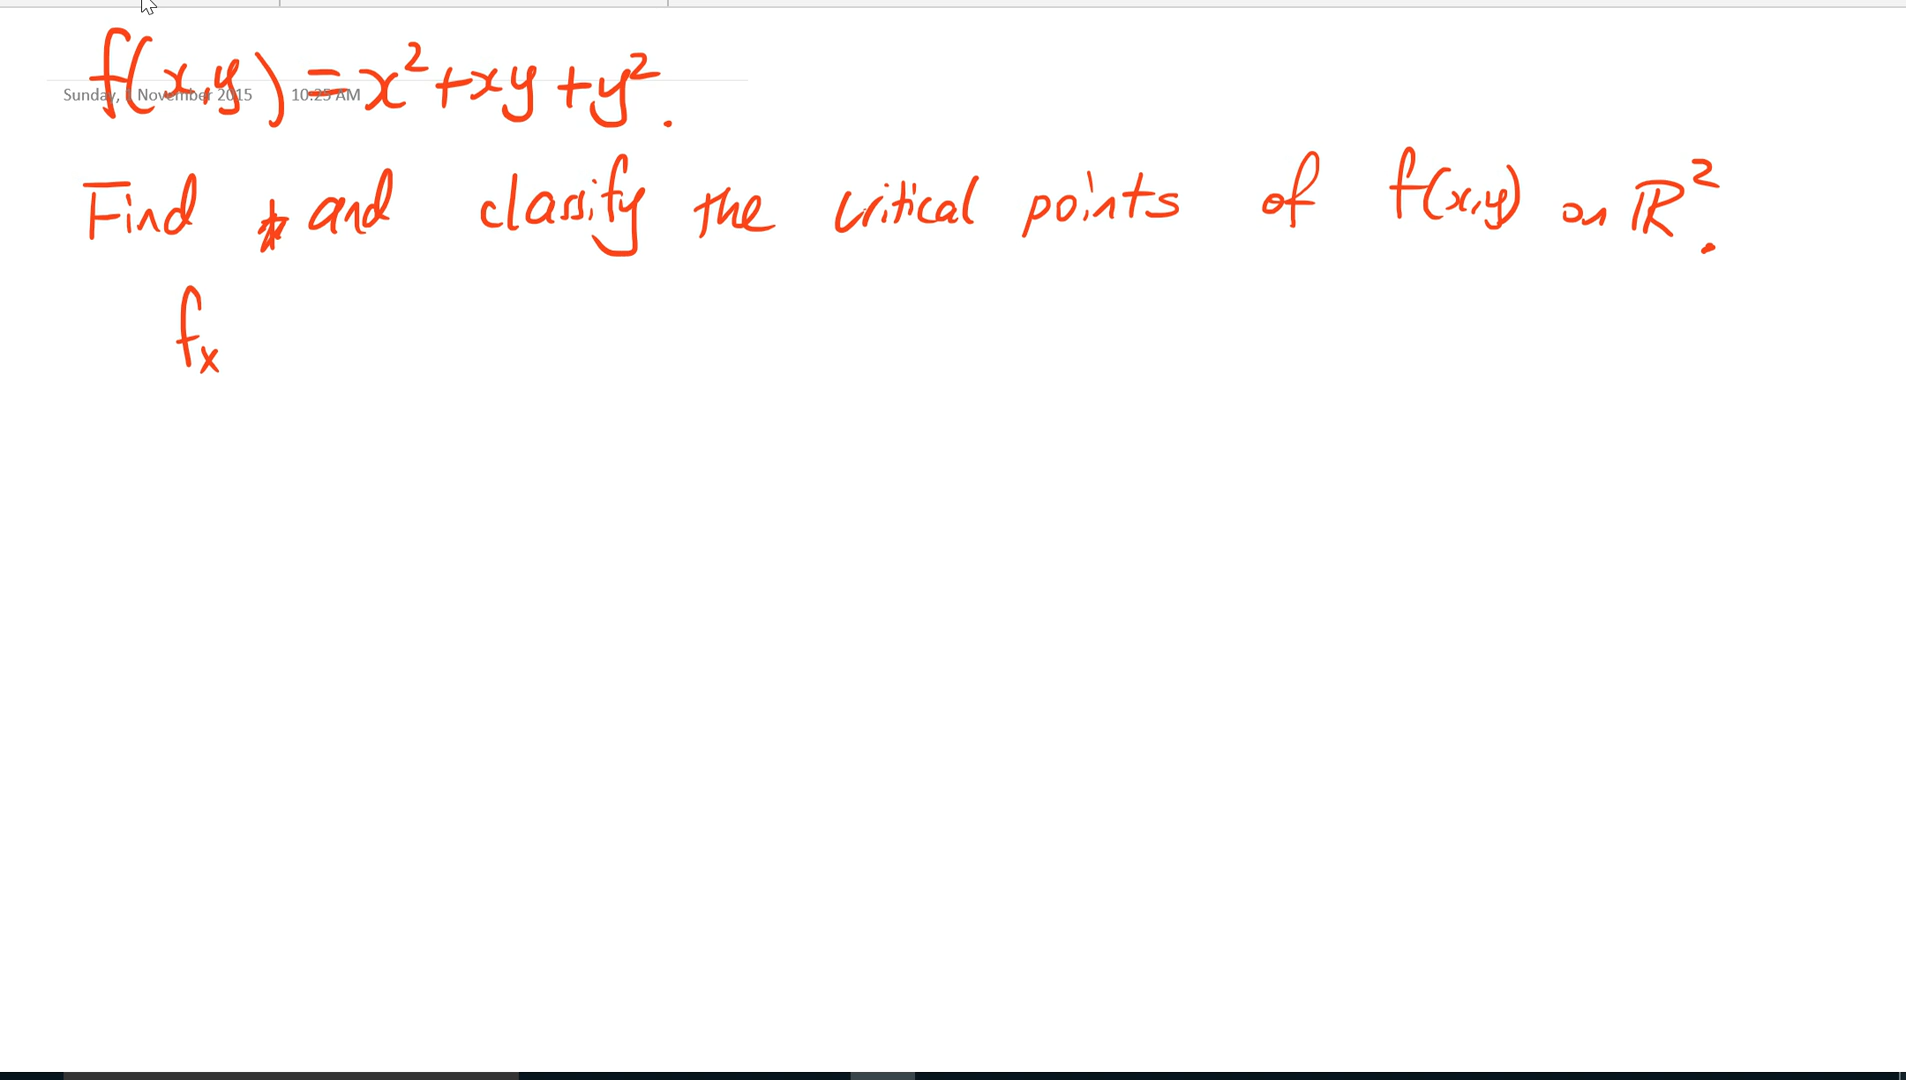 f(x,y) = x² + xy + y².
Sunday, 1 November 2015 10:25 AM
Find and classify the critical points of f(x,y) on ℝ².
fₓ